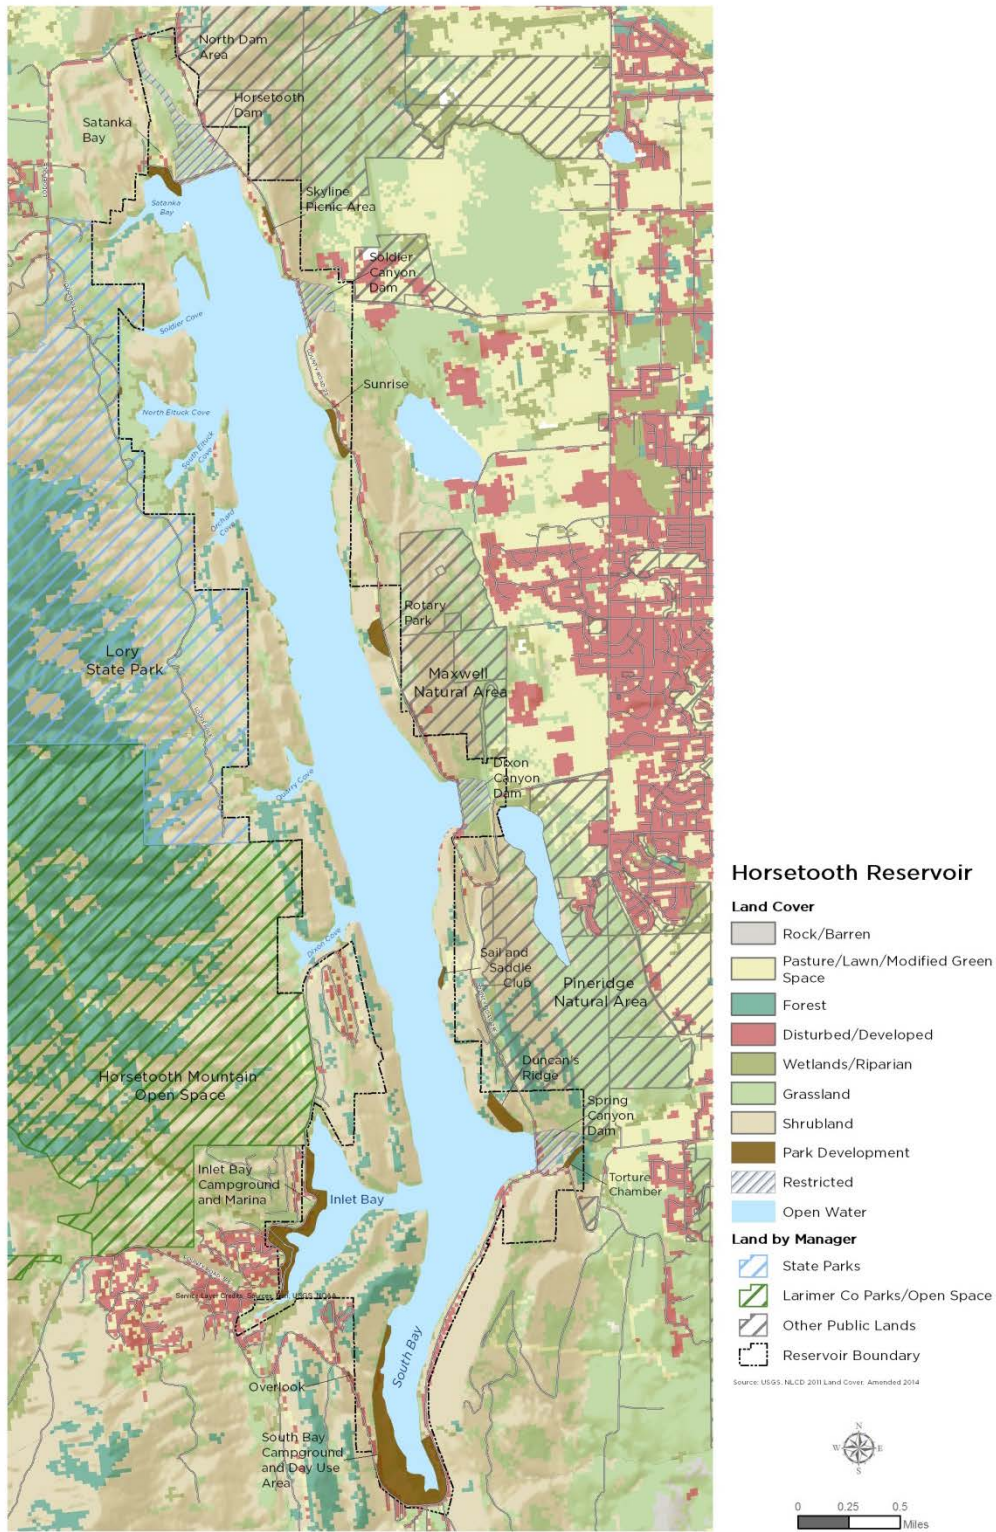 North Dam
Area
Horsetooth
Dam
Satanka
Bay
Satanka
Bay
Skyline
Picnic Area
Soldier
Canyon
Dam
Soldier Cove
Sunrise
North Eltuck Cove
South Eltuck
Cove
Orchard
Cove
Rotary
Park
Lory
State Park
Maxwell
Natural Area
Dixon
Canyon
Dam
Quarry Cove
Dixon Cove
Sail and
Saddle
Club
Pineridge
Natural Area
Duncan's
Ridge
Horsetooth Mountain
Open Space
Spring
Canyon
Dam
Inlet Bay
Campground
and Marina
Inlet Bay
Torture
Chamber
South Bay
Overlook
South Bay
Campground
and Day Use
Area
Horsetooth Reservoir
Land Cover
Rock/Barren
Pasture/Lawn/Modified Green
Space
Forest
Disturbed/Developed
Wetlands/Riparian
Grassland
Shrubland
Park Development
Restricted
Open Water
Land by Manager
State Parks
Larimer Co Parks/Open Space
Other Public Lands
Reservoir Boundary
Source: USGS, NLCD 2011 Land Cover, Amended 2014
N
W
E
S
0 0.25 0.5
Miles